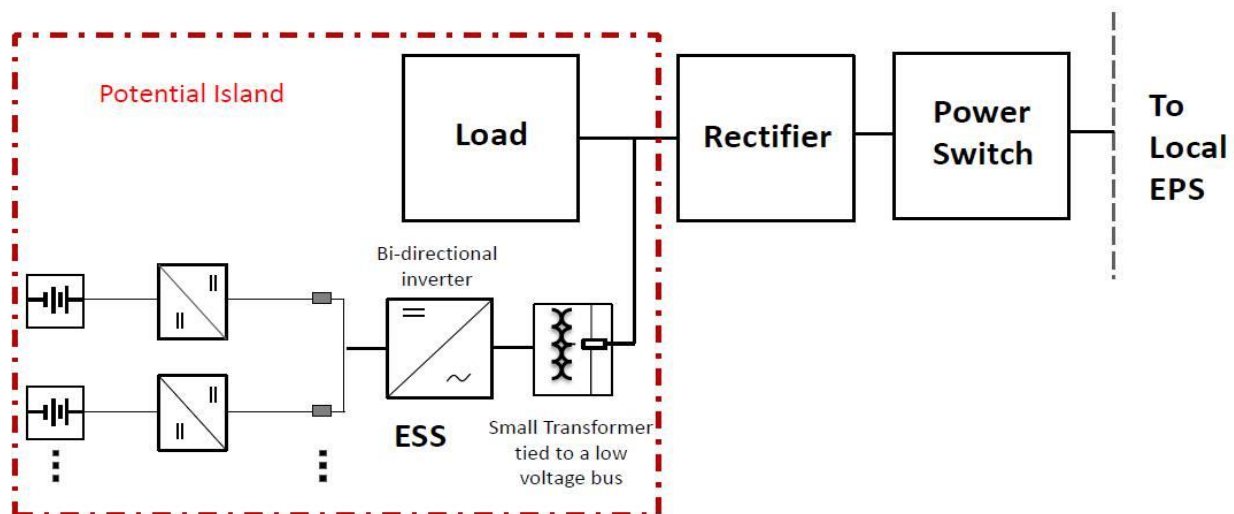 Potential Island
Load
Rectifier
Power
Switch
To
Local
EPS
Bi-directional
inverter
ESS
Small Transformer
tied to a low
voltage bus